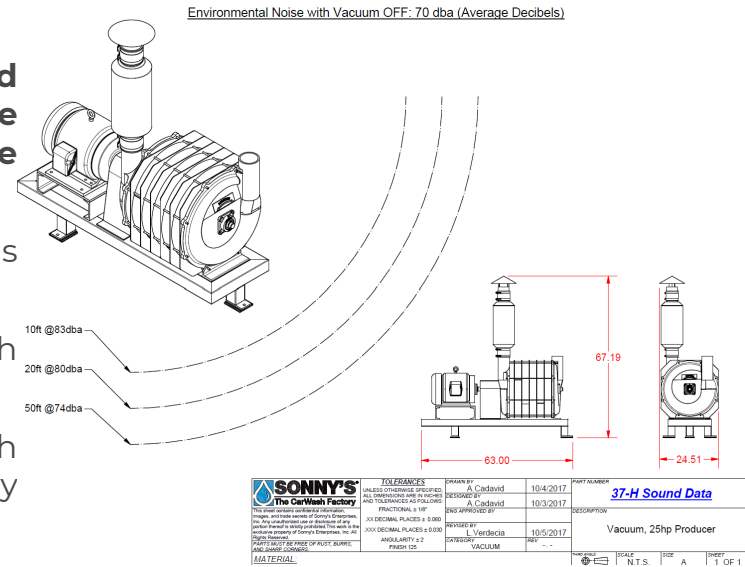 Environmental Noise with Vacuum OFF: 70 dba (Average Decibels)
d
e
e
s
h
h
y
10ft @83dba
20ft @80dba
50ft @74dba
67.19
63.00
24.51
SONNY'S®
The CarWash Factory
This sheet contains confidential information,
images, and trade secrets of Sonny's Enterprises,
Inc. Any unauthorized use or disclosure of any
portion thereof is strictly prohibited.This work is the
exclusive property of Sonny's Enterprises, Inc. All
Rights Reserved.
PARTS MUST BE FREE OF RUST, BURRS,
AND SHARP CORNERS.
MATERIAL:
TOLERANCES
UNLESS OTHERWISE SPECIFIED,
ALL DIMENSIONS ARE IN INCHES
AND TOLERANCES AS FOLLOWS:
FRACTIONAL ± 1/8"
.XX DECIMAL PLACES ± 0.060
.XXX DECIMAL PLACES ± 0.030
ANGULARITY ± 2
FINISH 125
DRAWN BY
A.Cadavid 10/4/2017
DESIGNED BY
A.Cadavid 10/3/2017
ENG APPROVED BY
REVISED BY
L.Verdecia 10/5/2017
CATEGORY
VACUUM
REV
-.-
PART NUMBER
37-H Sound Data
DESCRIPTION
Vacuum, 25hp Producer
THIRD ANGLE
SCALE
N.T.S.
SIZE
A
SHEET
1 OF 1